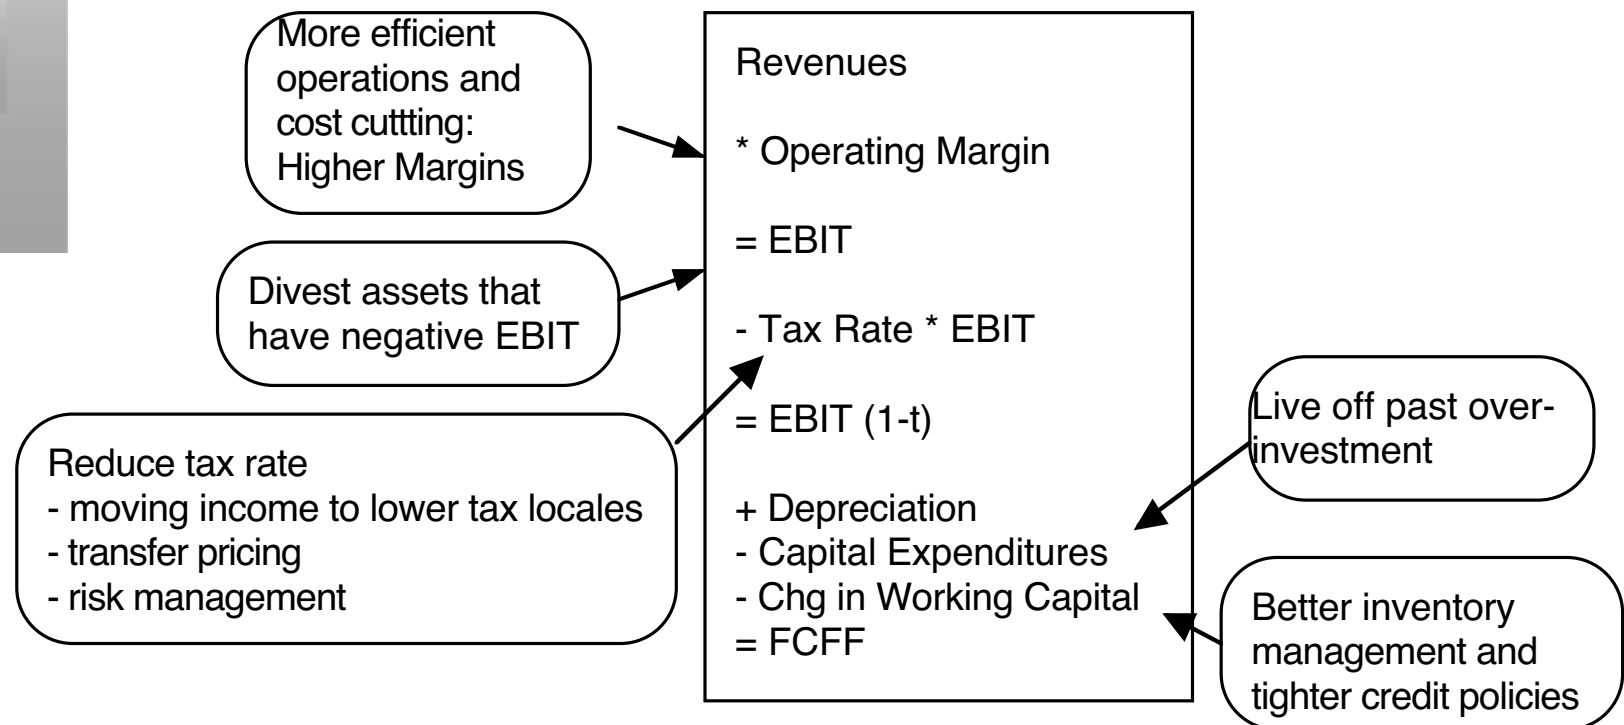 More efficient
operations and
cost cuttting:
Higher Margins
Divest assets that
have negative EBIT
Reduce tax rate
- moving income to lower tax locales
- transfer pricing
- risk management
Revenues
* Operating Margin
= EBIT
- Tax Rate * EBIT
= EBIT (1-t)
+ Depreciation
- Capital Expenditures
- Chg in Working Capital
= FCFF
Live off past over-
investment
Better inventory
management and
tighter credit policies